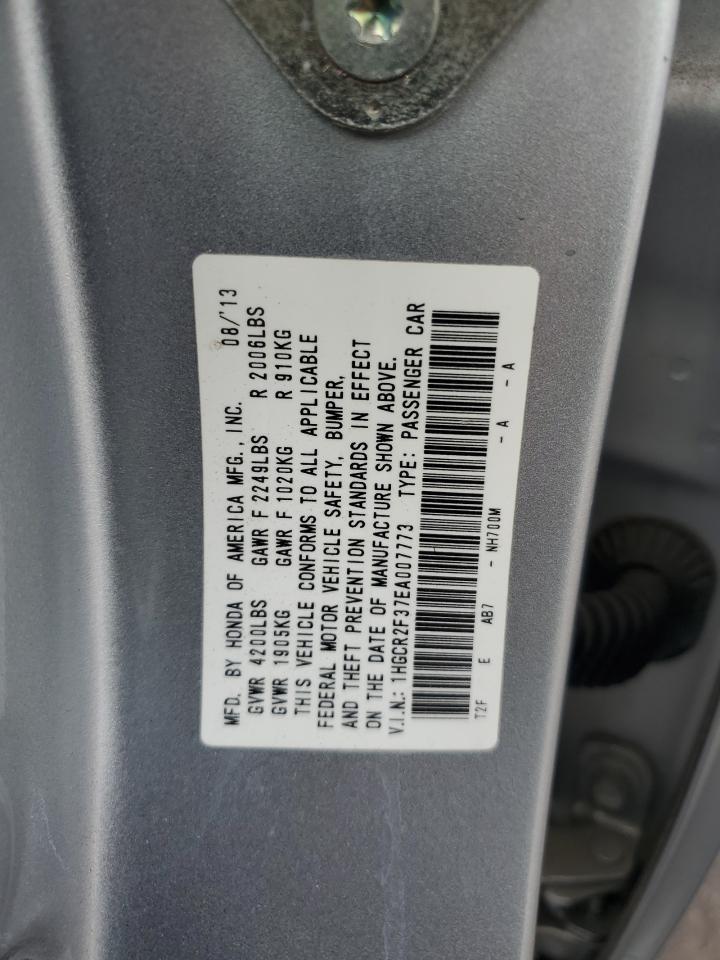 MFD. BY HONDA OF AMERICA MFG., INC. 08/'13
GVWR 4200LBS GAWR F 2249LBS R 2006LBS
GVWR 1905KG GAWR F 1020KG R 910KG
THIS VEHICLE CONFORMS TO ALL APPLICABLE
FEDERAL MOTOR VEHICLE SAFETY, BUMPER,
AND THEFT PREVENTION STANDARDS IN EFFECT
ON THE DATE OF MANUFACTURE SHOWN ABOVE.
V.I.N.: 1HGCR2F37EA007773 TYPE: PASSENGER CAR
T2F E AB7 - NH700M - A - A